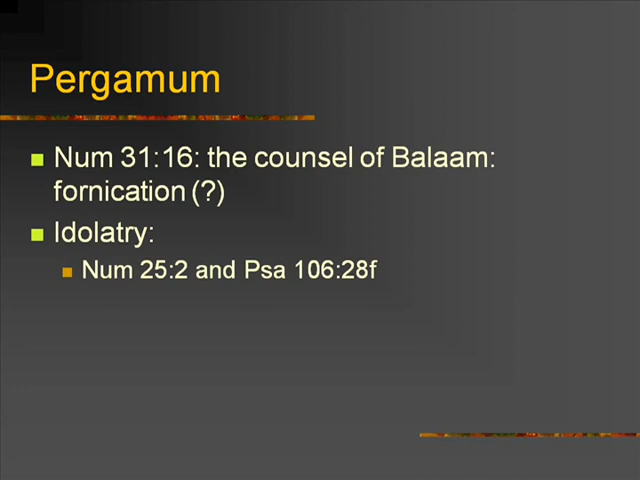 Pergamum
Num 31:16: the counsel of Balaam:
fornication (?)
Idolatry:
Num 25:2 and Psa 106:28f